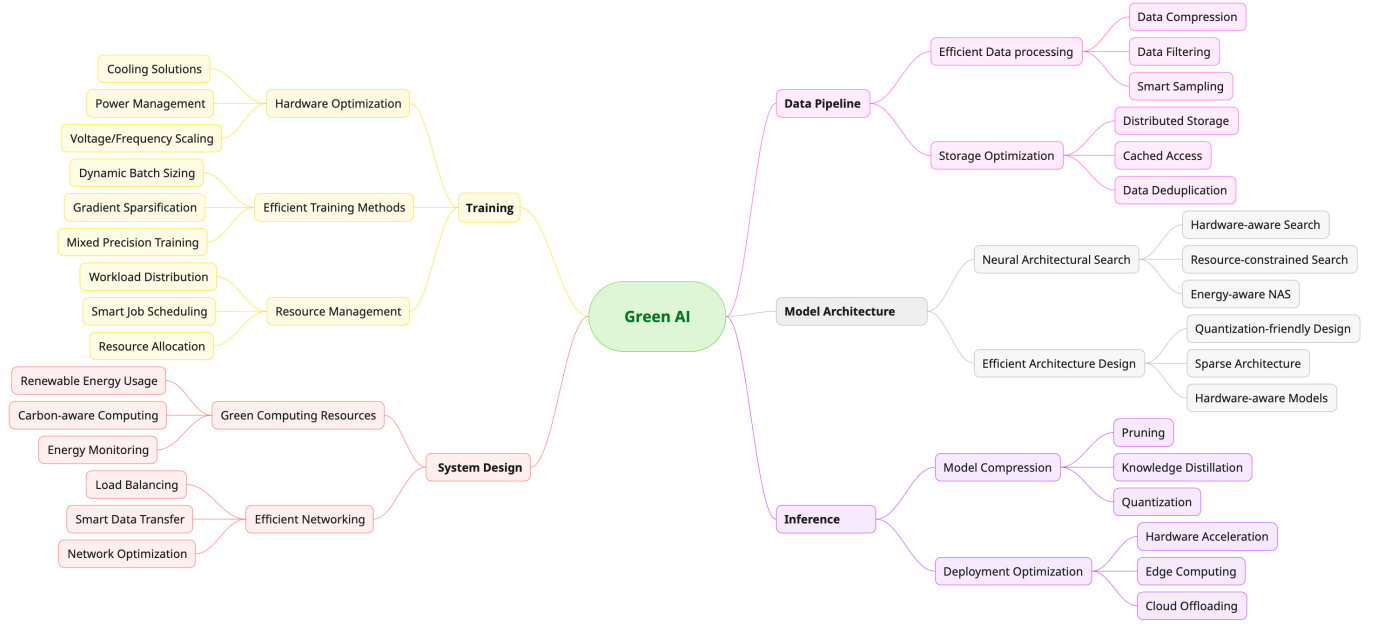 Green AI
Training
Hardware Optimization
Cooling Solutions
Power Management
Voltage/Frequency Scaling
Efficient Training Methods
Dynamic Batch Sizing
Gradient Sparsification
Mixed Precision Training
Resource Management
Workload Distribution
Smart Job Scheduling
Resource Allocation
System Design
Green Computing Resources
Renewable Energy Usage
Carbon-aware Computing
Energy Monitoring
Efficient Networking
Load Balancing
Smart Data Transfer
Network Optimization
Data Pipeline
Efficient Data processing
Data Compression
Data Filtering
Smart Sampling
Storage Optimization
Distributed Storage
Cached Access
Data Deduplication
Model Architecture
Neural Architectural Search
Hardware-aware Search
Resource-constrained Search
Energy-aware NAS
Efficient Architecture Design
Quantization-friendly Design
Sparse Architecture
Hardware-aware Models
Inference
Model Compression
Pruning
Knowledge Distillation
Quantization
Deployment Optimization
Hardware Acceleration
Edge Computing
Cloud Offloading